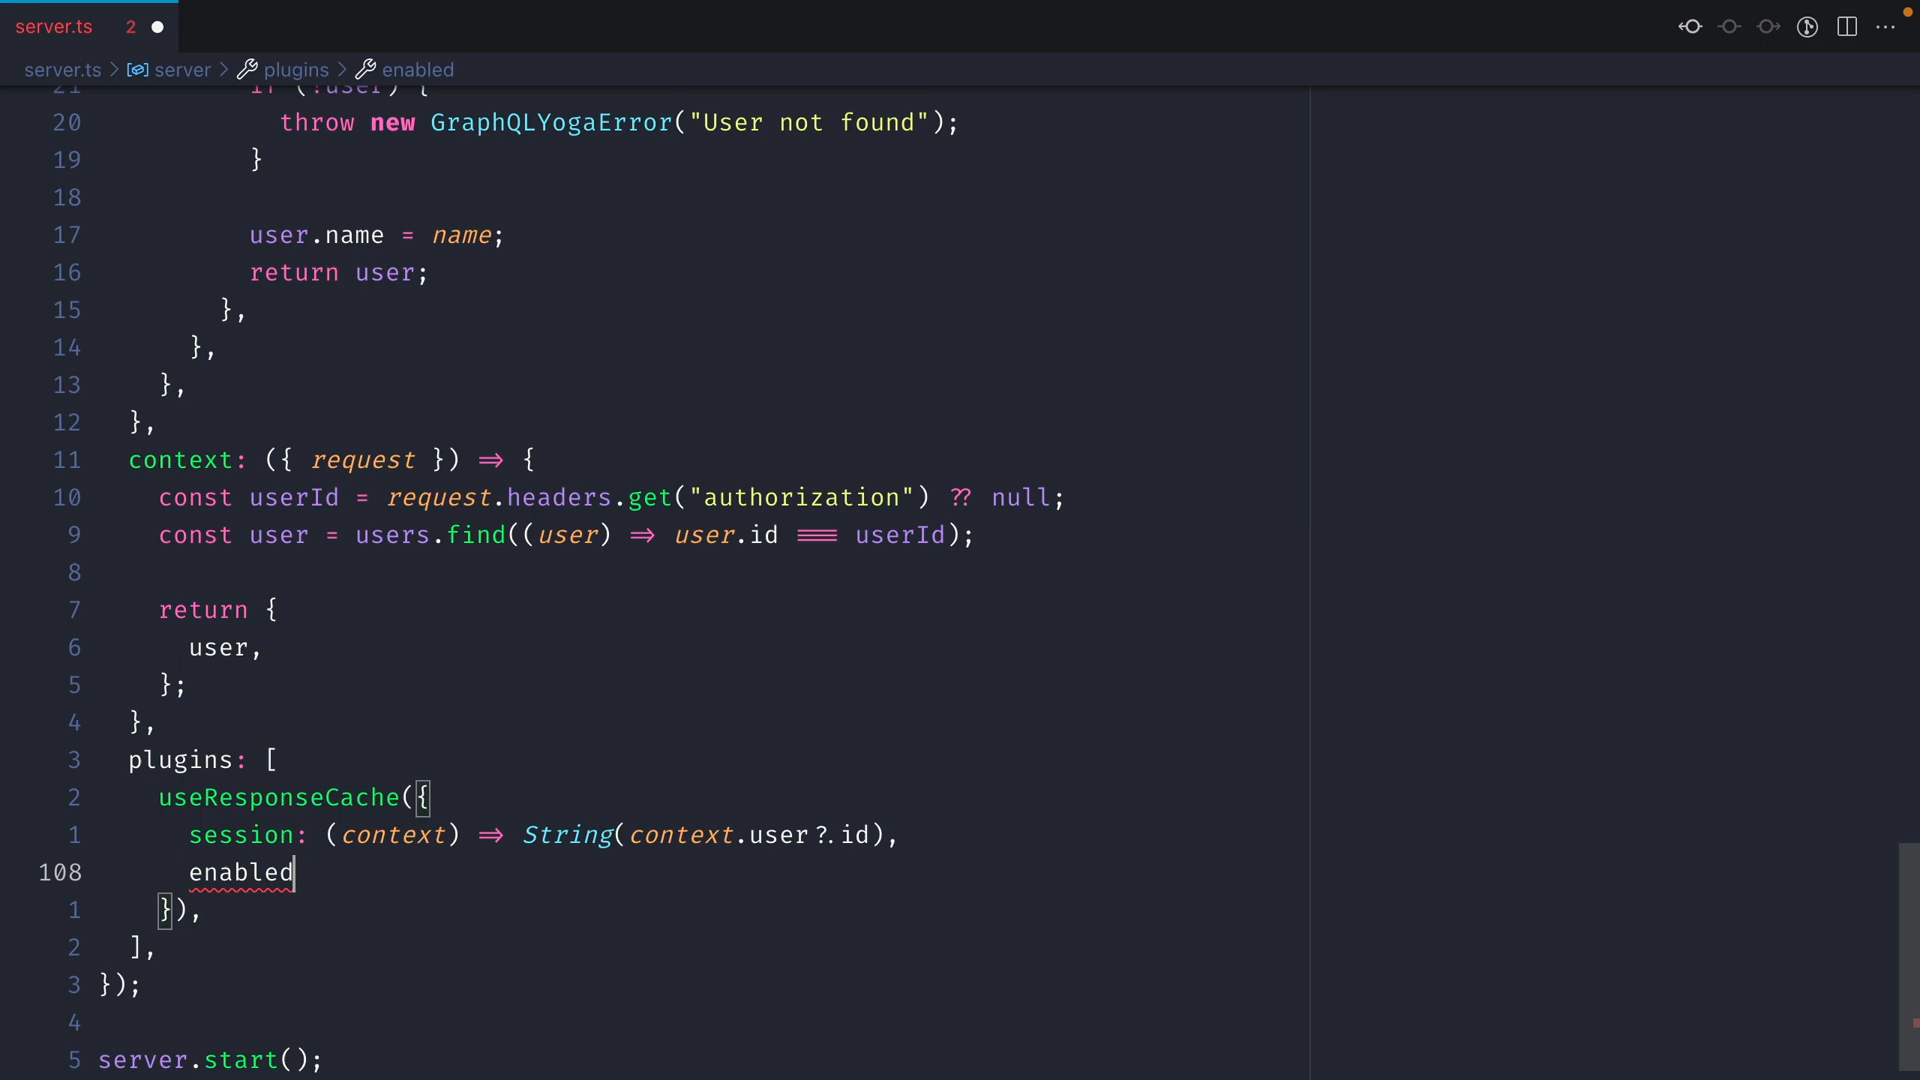 server.ts 2
server.ts > server > plugins > enabled
21 if (!user) {
20 throw new GraphQLYogaError("User not found");
19 }
18
17 user.name = name;
16 return user;
15 },
14 },
13 },
12 },
11 context: ({ request }) => {
10 const userId = request.headers.get("authorization") ?? null;
9 const user = users.find((user) => user.id === userId);
8
7 return {
6 user,
5 };
4 },
3 plugins: [
2 useResponseCache({
1 session: (context) => String(context.user?.id),
108 enabled
1 }),
2 ],
3 });
4
5 server.start();